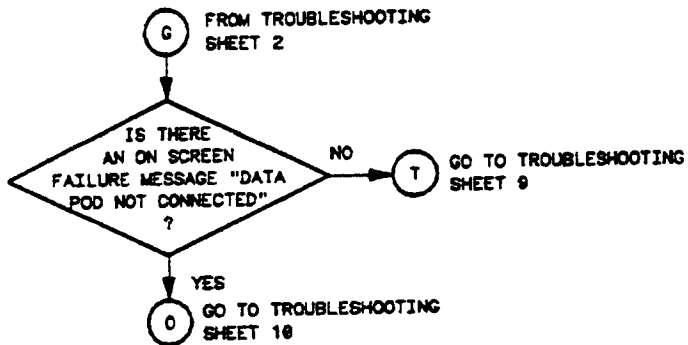 G
FROM TROUBLESHOOTING
SHEET 2
IS THERE
AN ON SCREEN
FAILURE MESSAGE "DATA
POD NOT CONNECTED"
?
NO
T
GO TO TROUBLESHOOTING
SHEET 9
YES
O
GO TO TROUBLESHOOTING
SHEET 10